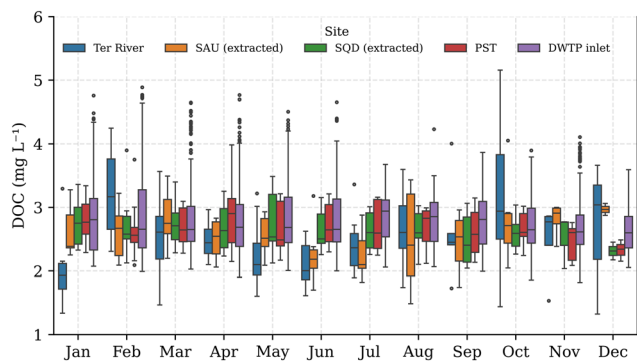 Site
Ter River SAU (extracted) SQD (extracted) PST DWTP inlet
DOC (mg L⁻¹)
6
5
4
3
2
1
Jan Feb Mar Apr May Jun Jul Aug Sep Oct Nov Dec